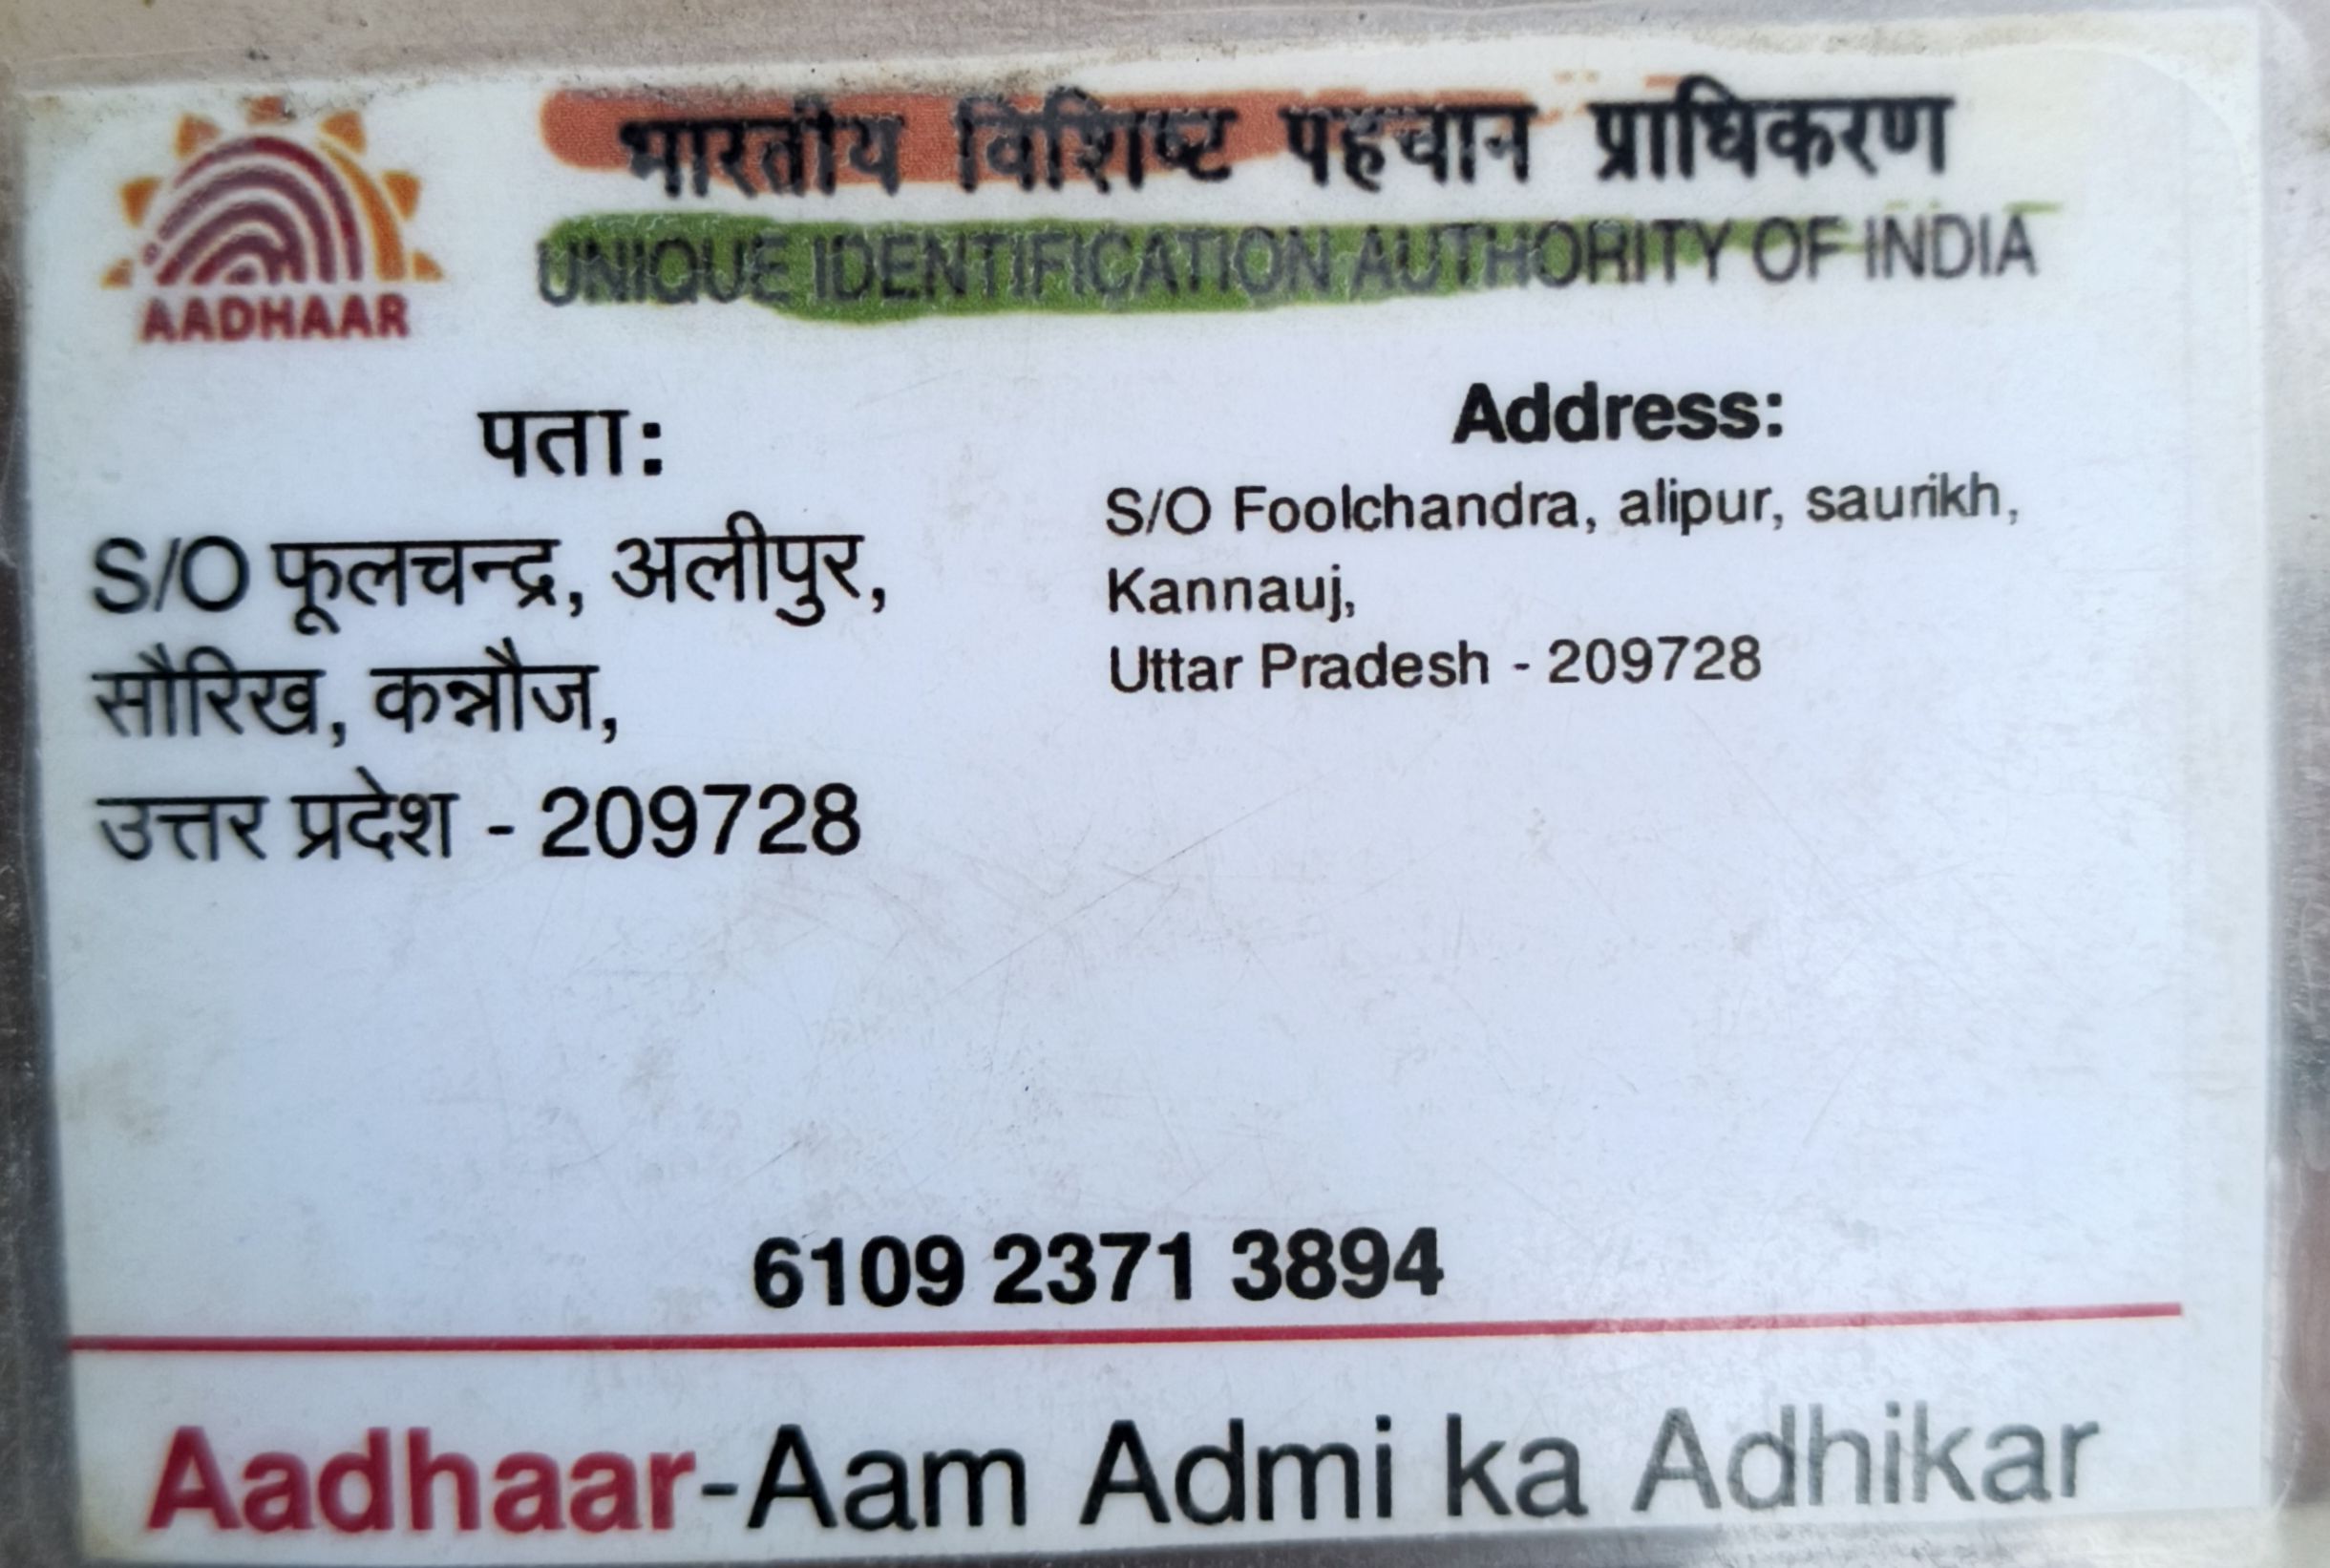 भारतीय विशिष्ट पहचान प्राधिकरण
UNIQUE IDENTIFICATION AUTHORITY OF INDIA
AADHAAR
पता:
S/O फूलचन्द्र, अलीपुर,
सौरिख, कन्नौज,
उत्तर प्रदेश - 209728
Address:
S/O Foolchandra, alipur, saurikh,
Kannauj,
Uttar Pradesh - 209728
6109 2371 3894
Aadhaar-Aam Admi ka Adhikar